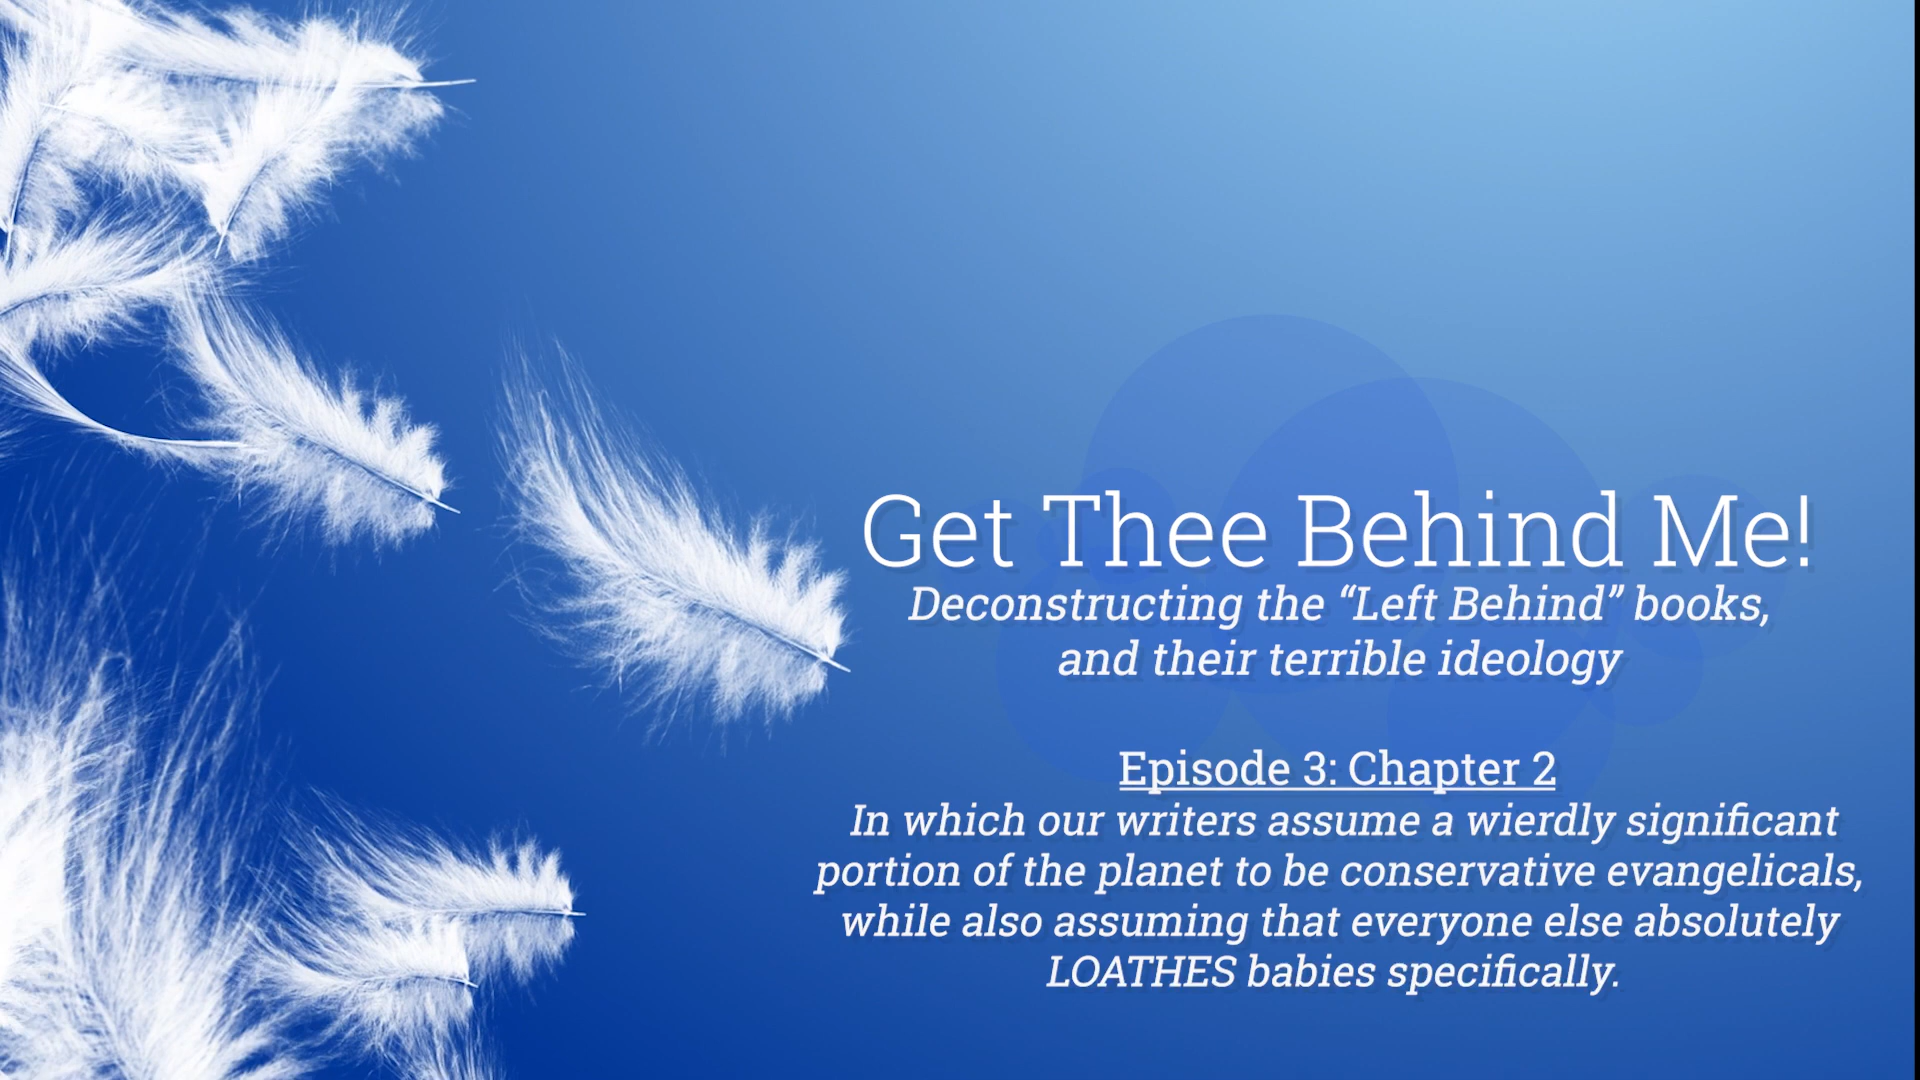 Get Thee Behind Me!
Deconstructing the “Left Behind” books,
and their terrible ideology
Episode 3: Chapter 2
In which our writers assume a wierdly significant
portion of the planet to be conservative evangelicals,
while also assuming that everyone else absolutely
LOATHES babies specifically.